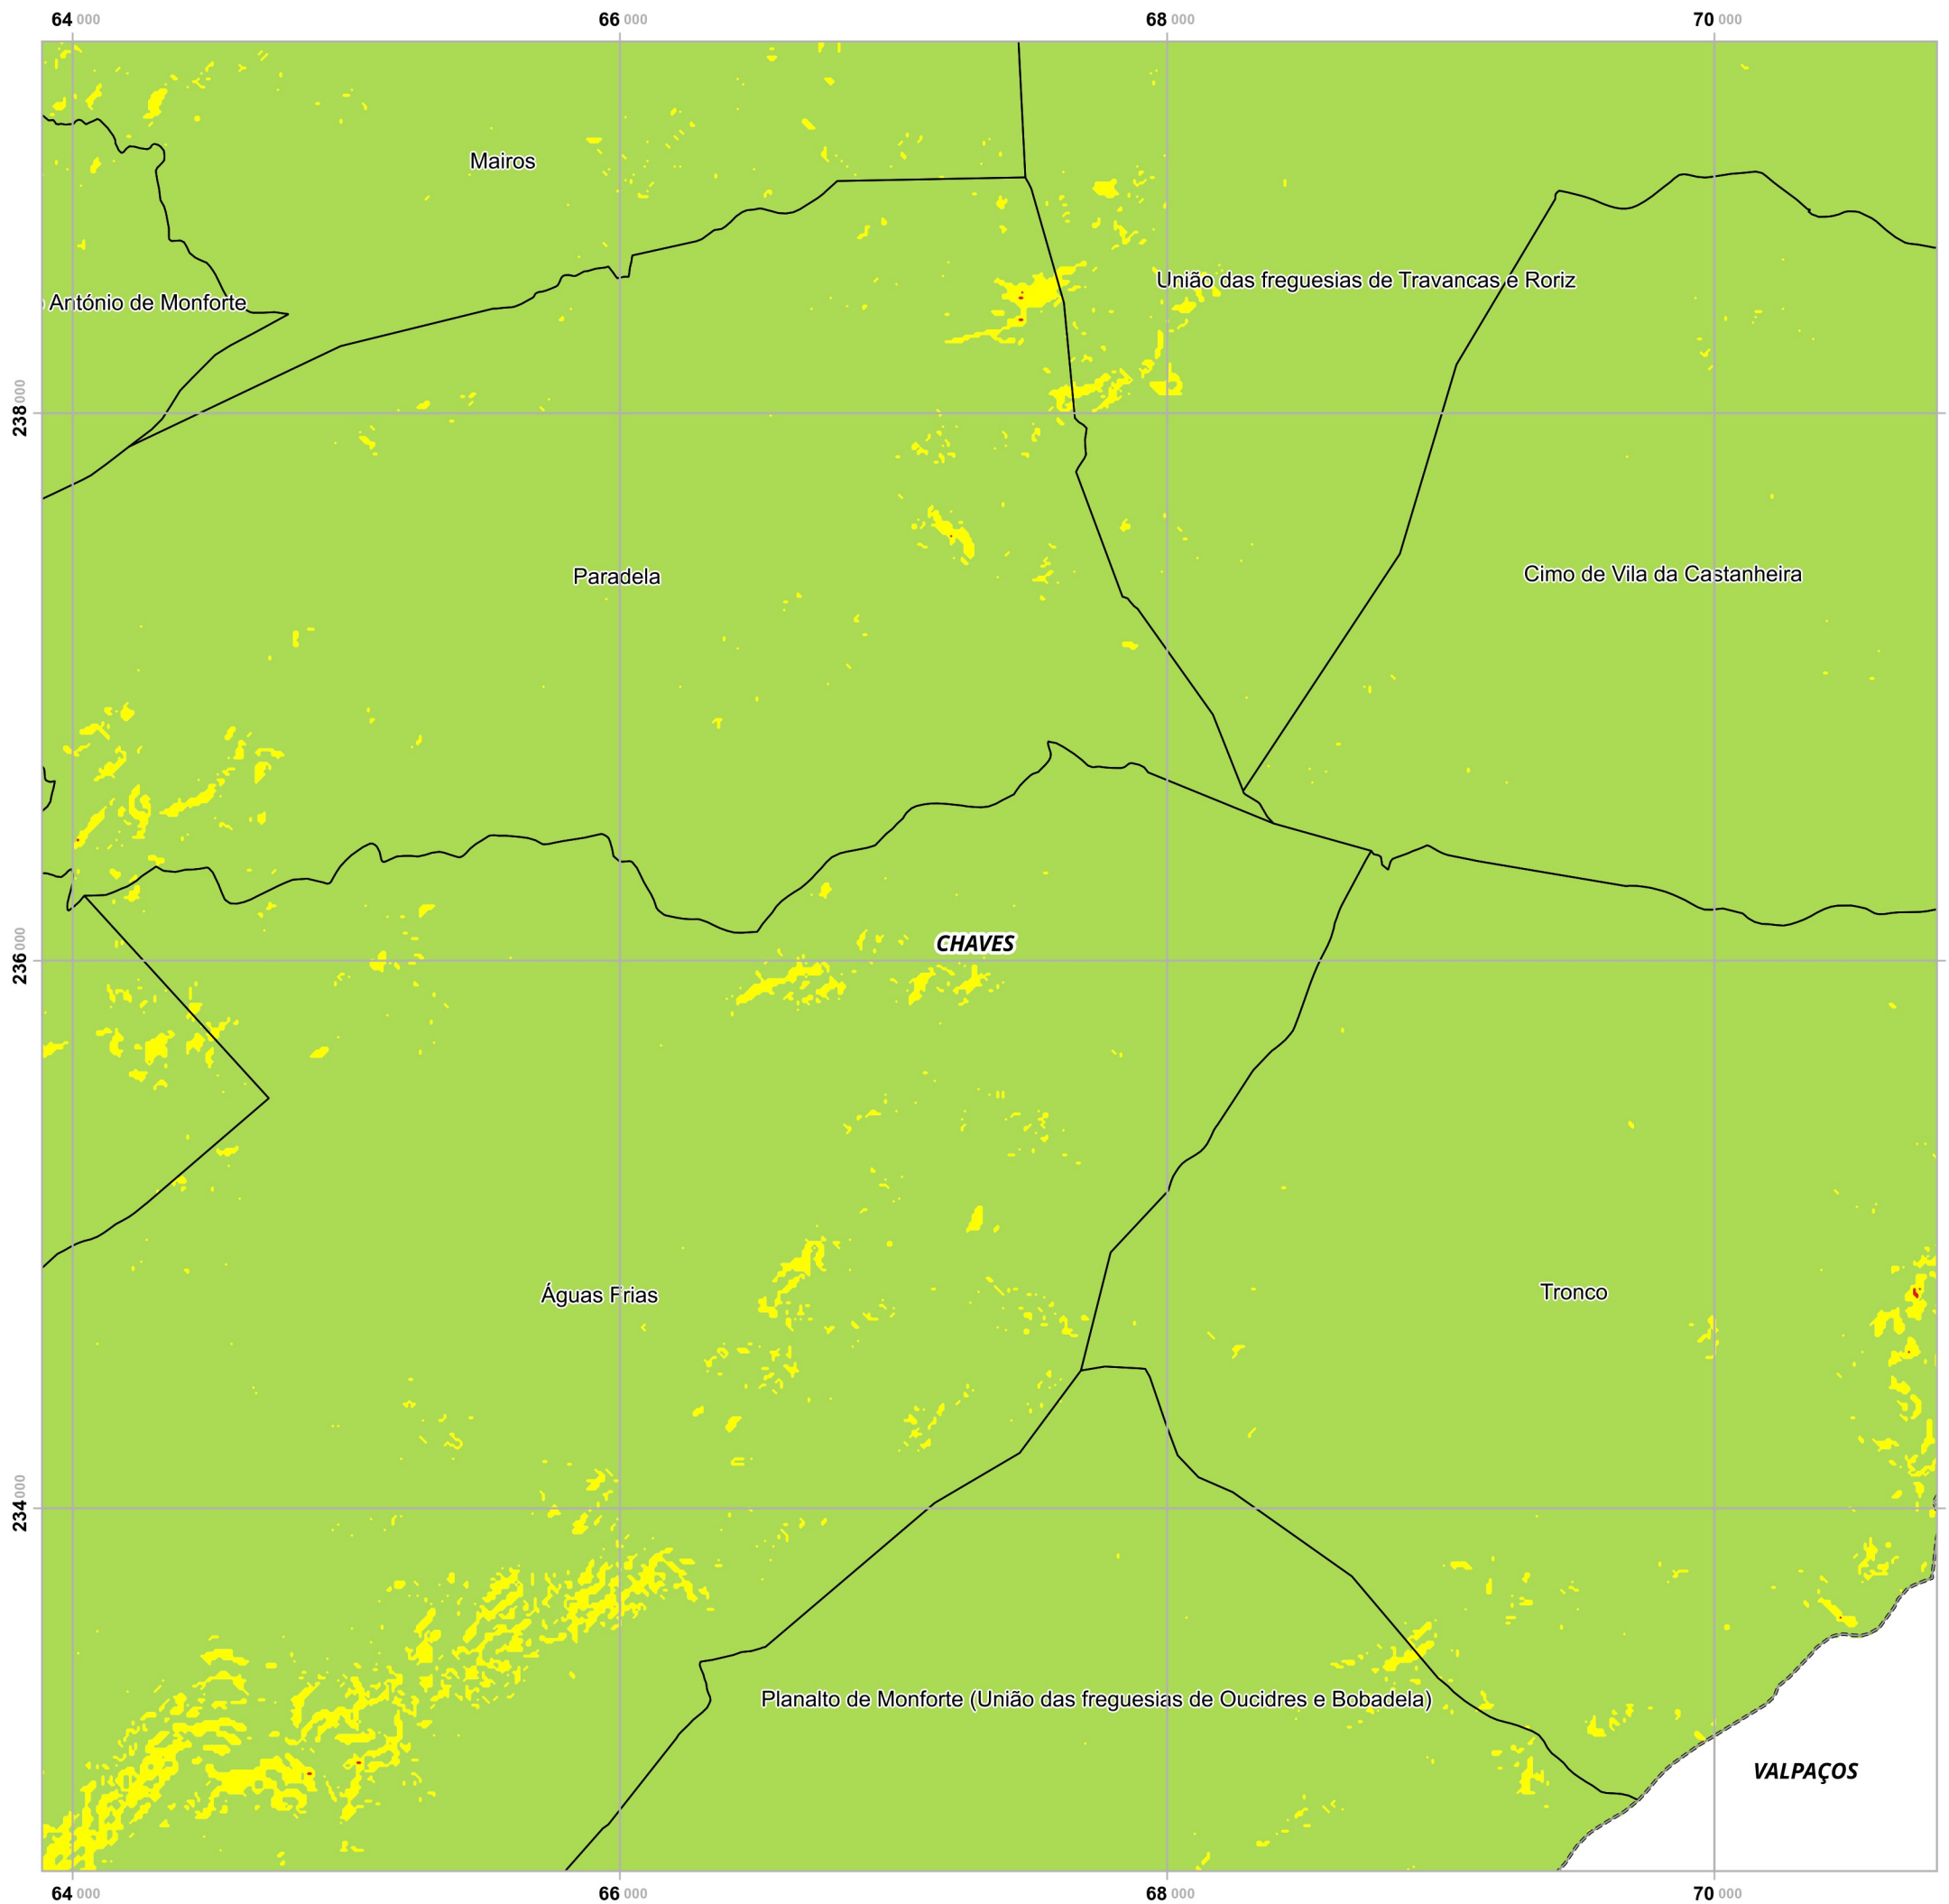 64 000
66 000
68 000
70 000
Mairos
União das freguesias de Travancas e Roriz
António de Monforte
238 000
Cimo de Vila da Castanheira
Paradela
CHAVES
236 000
Tronco
Águas Frias
234 000
Planalto de Monforte (União das freguesias de Oucidres e Bobadela)
VALPAÇOS
64 000
66 000
68 000
70 000